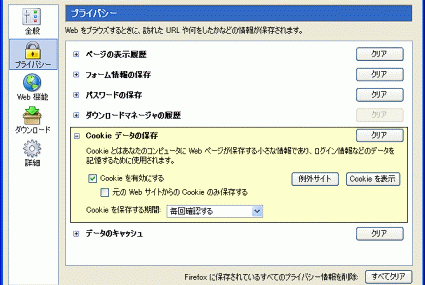 プライバシー
全般
Web をブラウズするときに、訪れた URL や何をしたかなどの情報が保存されます。
プライバシー
ページの表示履歴 クリア
フォーム情報の保存 クリア
Web 機能
パスワードの保存 クリア
ダウンロード
ダウンロードマネージャの履歴 クリア
詳細
Cookie データの保存 クリア
Cookie とはあなたのコンピュータに Web ページが保存する小さな情報であり、ログイン情報などのデータを
記憶するために使用されます。
Cookie を有効にする 例外サイト Cookie を表示
元の Web サイトからの Cookie のみ保存する
Cookie を保存する期間: 毎回確認する
データのキャッシュ クリア
Firefox に保存されているすべてのプライバシー情報を削除: すべてクリア